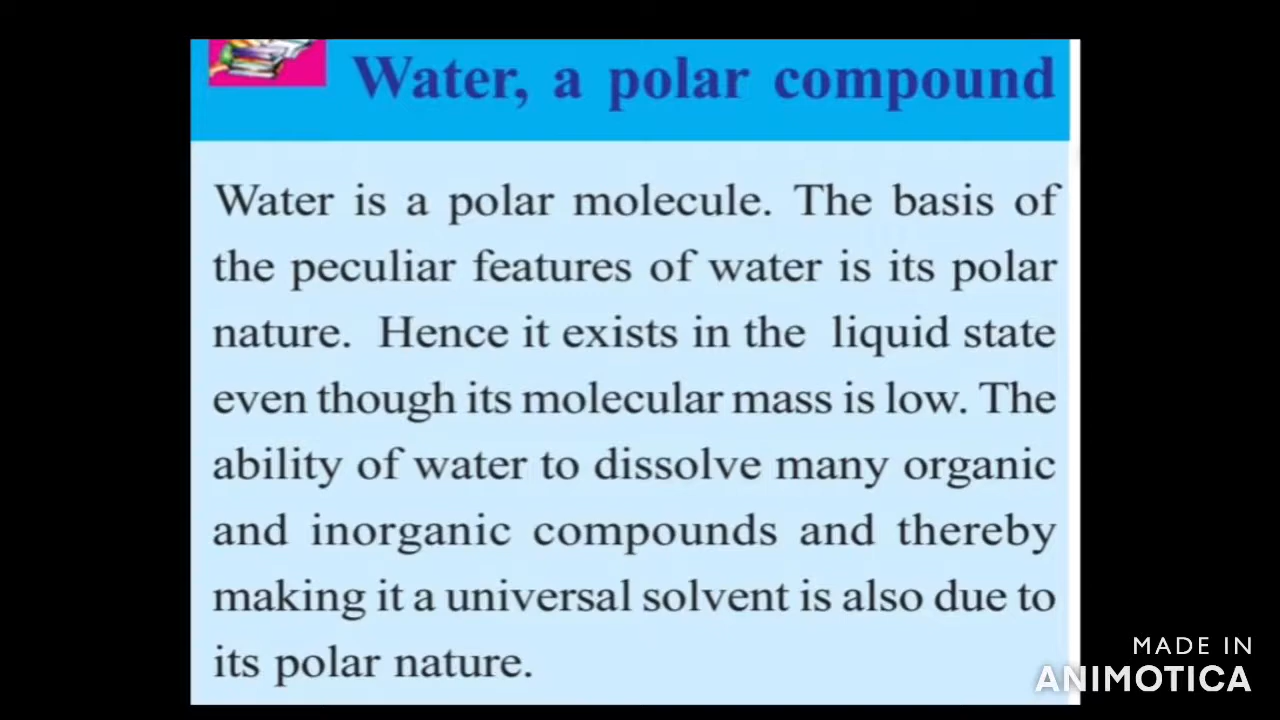 Water, a polar compound
Water is a polar molecule. The basis of
the peculiar features of water is its polar
nature. Hence it exists in the liquid state
even though its molecular mass is low. The
ability of water to dissolve many organic
and inorganic compounds and thereby
making it a universal solvent is also due to
its polar nature.
MADE IN
ANIMOTICA